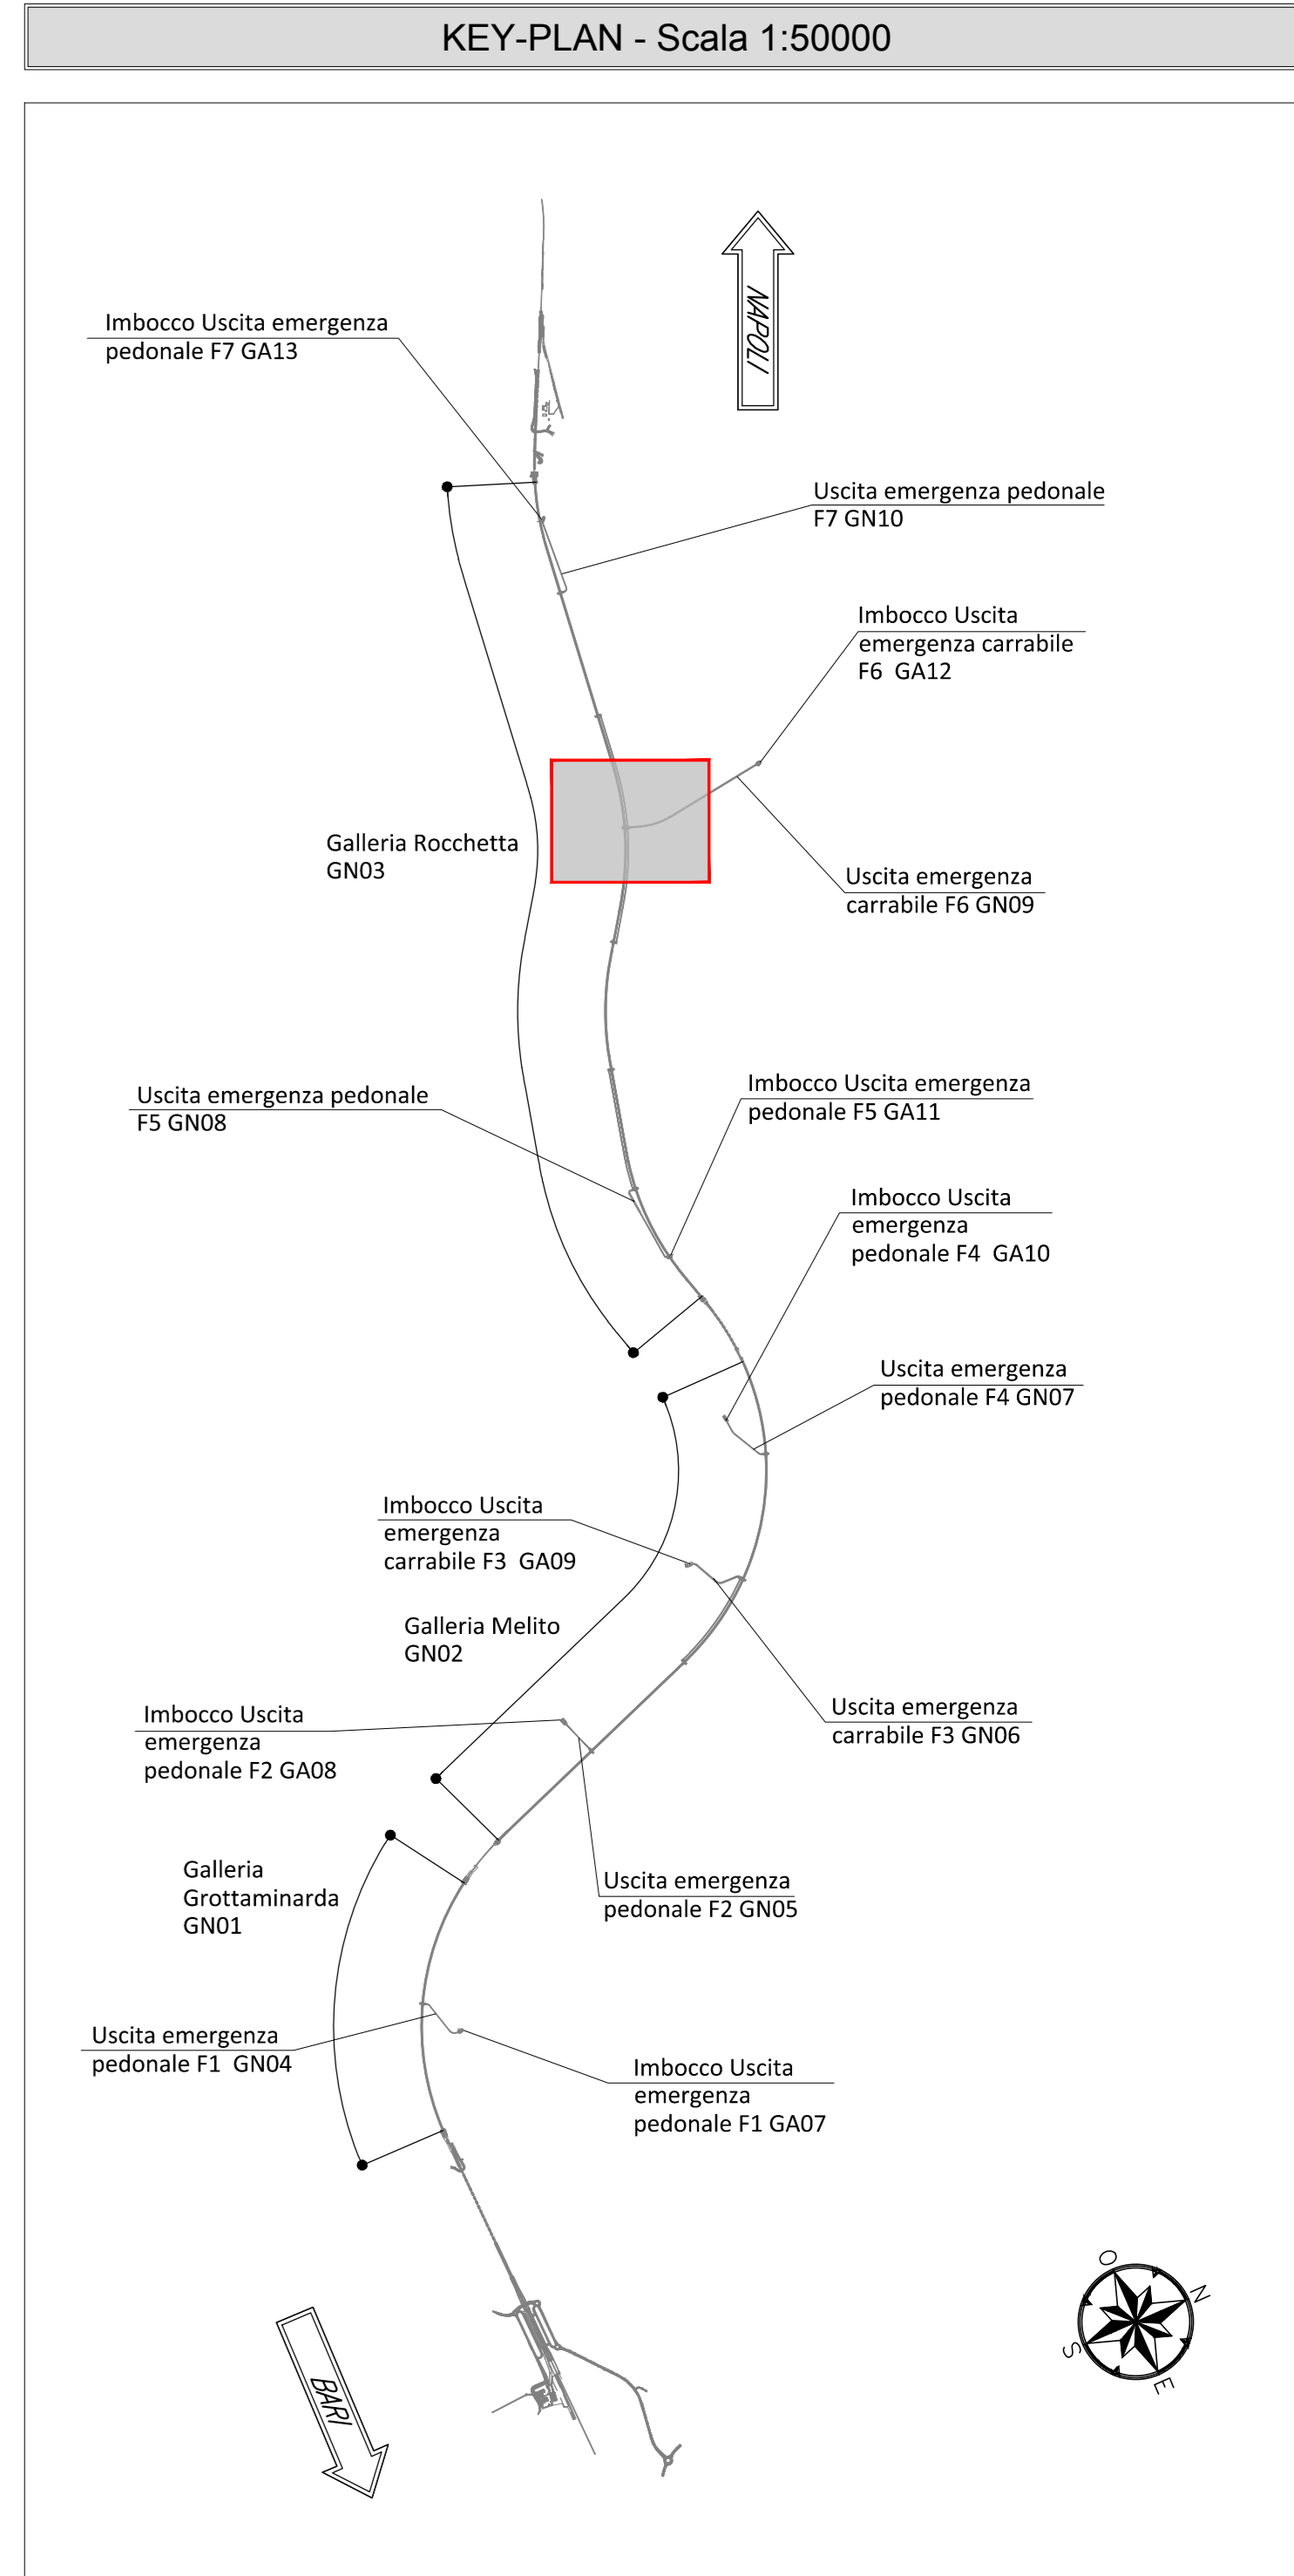 KEY-PLAN - Scala 1:50000
NAPOLI
Imbocco Uscita emergenza
pedonale F7 GA13
Uscita emergenza pedonale
F7 GN10
Imbocco Uscita
emergenza carrabile
F6  GA12
Galleria Rocchetta
GN03
Uscita emergenza
carrabile F6 GN09
Uscita emergenza pedonale
F5 GN08
Imbocco Uscita emergenza
pedonale F5 GA11
Imbocco Uscita
emergenza
pedonale F4  GA10
Uscita emergenza
pedonale F4 GN07
Imbocco Uscita
emergenza
carrabile F3  GA09
Galleria Melito
GN02
Imbocco Uscita
emergenza
pedonale F2 GA08
Uscita emergenza
carrabile F3 GN06
Galleria
Grottaminarda
GN01
Uscita emergenza
pedonale F2 GN05
Uscita emergenza
pedonale F1  GN04
Imbocco Uscita
emergenza
pedonale F1 GA07
BARI
O
N
S
E